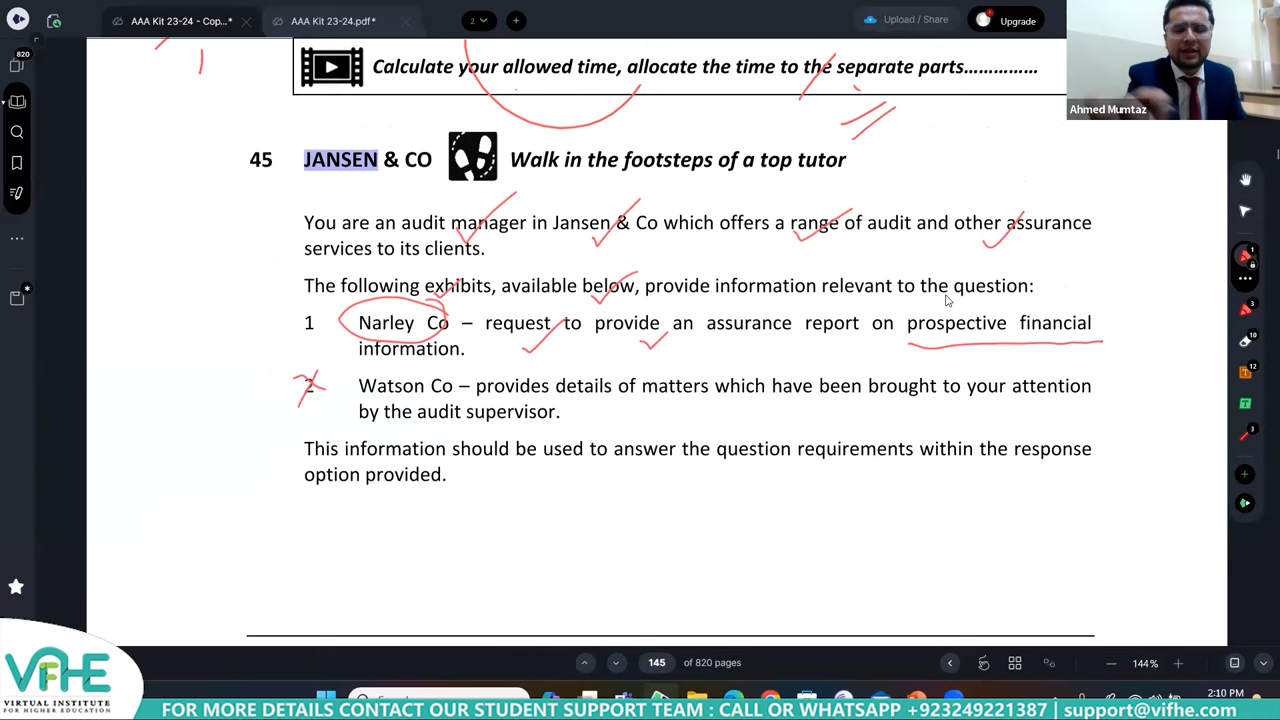 AAA Kit 23-24 - Cop...*
AAA Kit 23-24.pdf*
2
Upload / Share
Upgrade
820
Calculate your allowed time, allocate the time to the separate parts……………
Ahmed Mumtaz
45 JANSEN & CO Walk in the footsteps of a top tutor
You are an audit manager in Jansen & Co which offers a range of audit and other assurance
services to its clients.
The following exhibits, available below, provide information relevant to the question:
1 Narley Co – request to provide an assurance report on prospective financial
information.
2 Watson Co – provides details of matters which have been brought to your attention
by the audit supervisor.
This information should be used to answer the question requirements within the response
option provided.
145 of 820 pages
144%
2:10 PM
VIFHE
VIRTUAL INSTITUTE
FOR HIGHER EDUCATION
FOR MORE DETAILS CONTACT OUR STUDENT SUPPORT TEAM : CALL OR WHATSAPP +923249221387 | support@vifhe.com